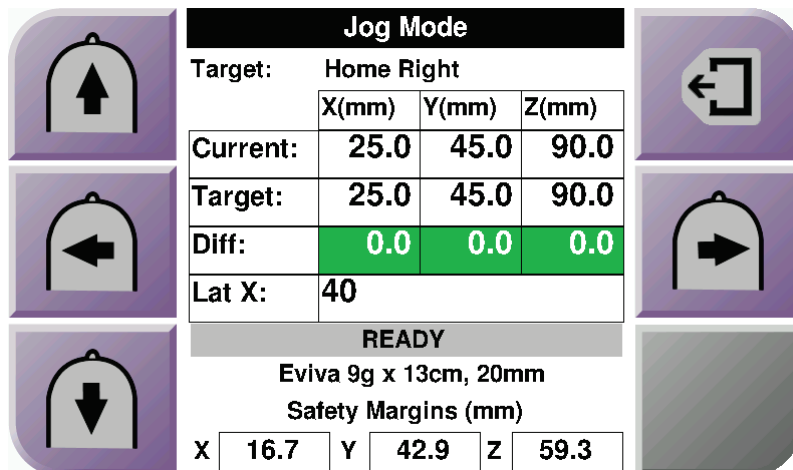 Jog Mode
Target: Home Right
X(mm) Y(mm) Z(mm)
Current: 25.0 45.0 90.0
Target: 25.0 45.0 90.0
Diff: 0.0 0.0 0.0
Lat X: 40
READY
Eviva 9g x 13cm, 20mm
Safety Margins (mm)
X 16.7 Y 42.9 Z 59.3